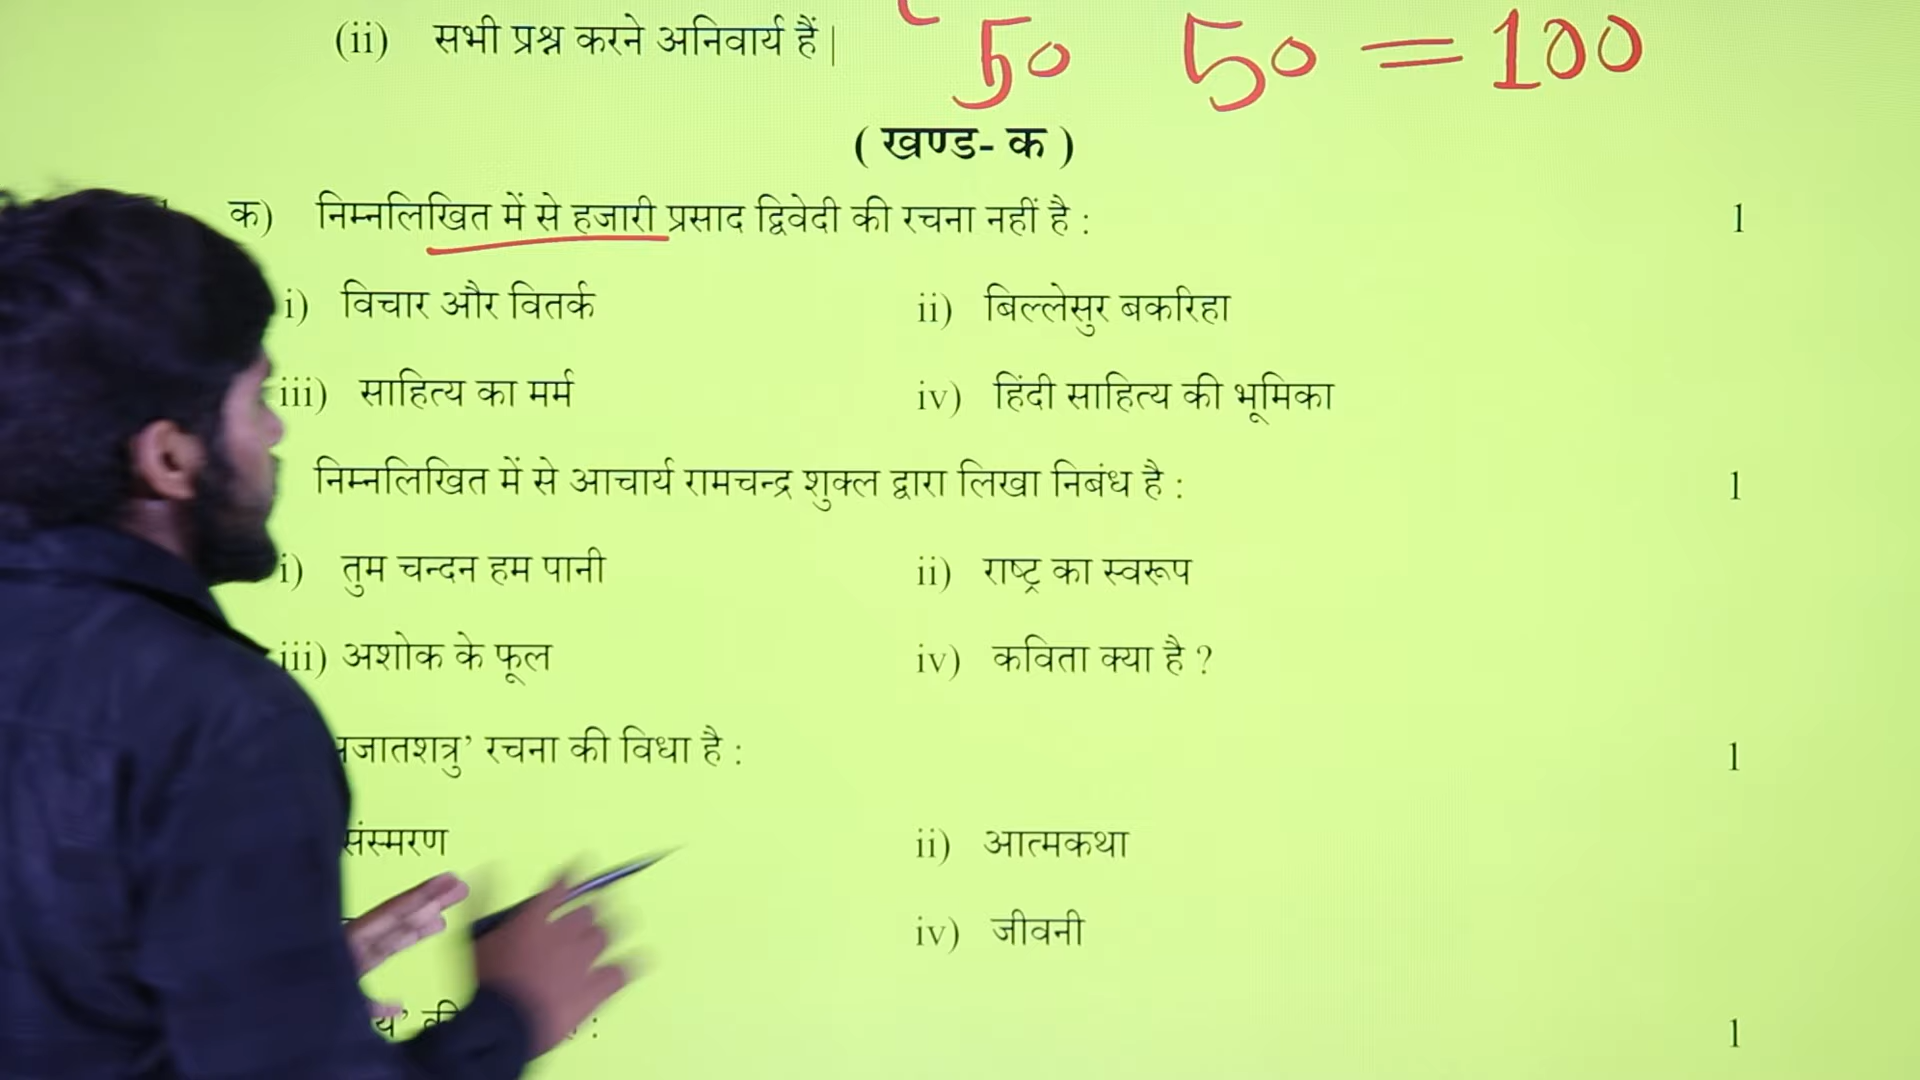 (ii) सभी प्रश्न करने अनिवार्य हैं |
50 50 = 100
( खण्ड- क )
क) निम्नलिखित में से हजारी प्रसाद द्विवेदी की रचना नहीं है : 1
i) विचार और वितर्क ii) बिल्लेसुर बकरिहा
iii) साहित्य का मर्म iv) हिंदी साहित्य की भूमिका
निम्नलिखित में से आचार्य रामचन्द्र शुक्ल द्वारा लिखा निबंध है : 1
i) तुम चन्दन हम पानी ii) राष्ट्र का स्वरूप
iii) अशोक के फूल iv) कविता क्या है ?
रचना की विधा है : 1
संस्मरण ii) आत्मकथा
iv) जीवनी
: 1